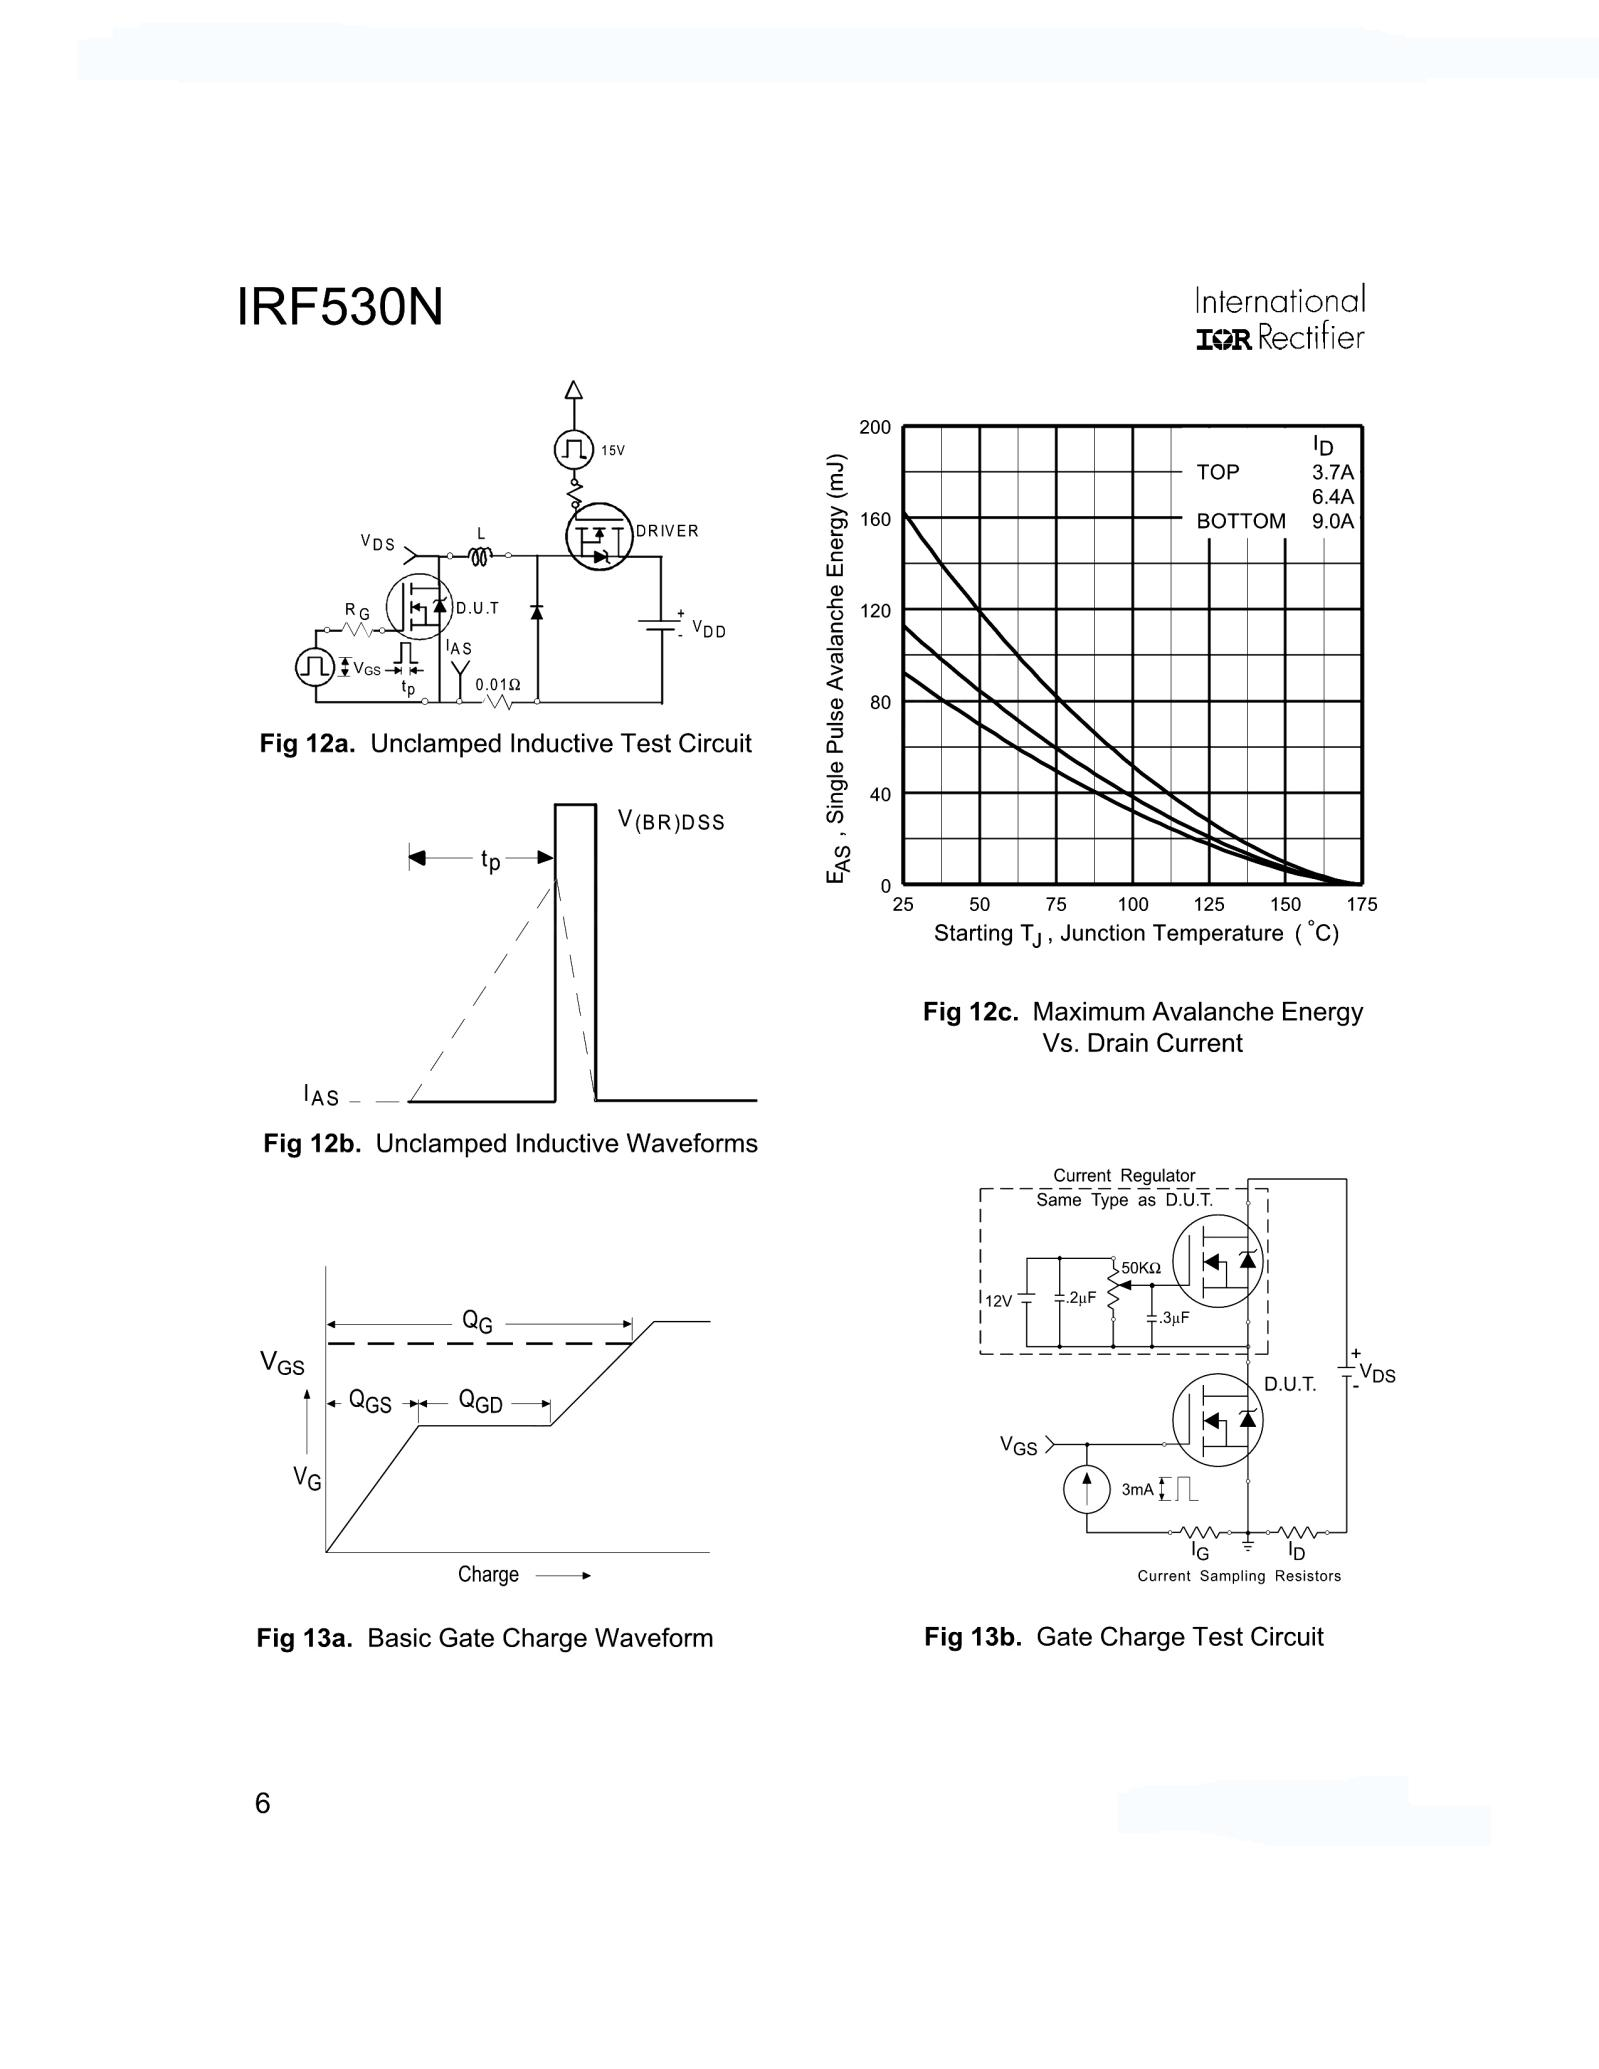 IRF530N
International
IOR Rectifier
15V
DRIVER
VDS
L
RG
D.U.T
+
VDD
-
IAS
VGS
tp
0.01Ω
Fig 12a. Unclamped Inductive Test Circuit
V(BR)DSS
tp
IAS
Fig 12b. Unclamped Inductive Waveforms
EAS , Single Pulse Avalanche Energy (mJ)
200
160
120
80
40
0
ID
TOP 3.7A
6.4A
BOTTOM 9.0A
25 50 75 100 125 150 175
Starting TJ , Junction Temperature ( °C)
Fig 12c. Maximum Avalanche Energy
Vs. Drain Current
QG
VGS
QGS QGD
VG
Charge
Fig 13a. Basic Gate Charge Waveform
Current Regulator
Same Type as D.U.T.
50KΩ
12V .2μF
.3μF
+
VDS
-
D.U.T.
VGS
3mA
IG ID
Current Sampling Resistors
Fig 13b. Gate Charge Test Circuit
6